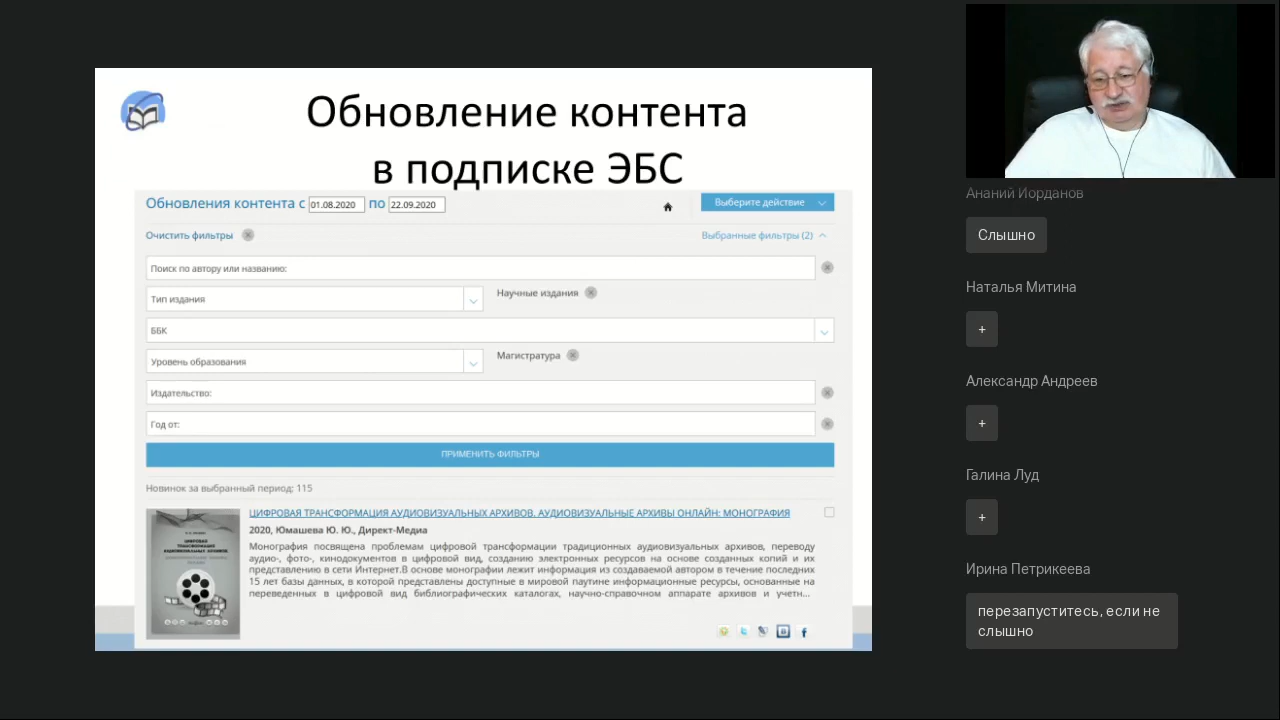 Обновление контента
в подписке ЭБС
Обновления контента с 01.08.2020 по 22.09.2020
Выберите действие
Очистить фильтры
Выбранные фильтры (2)
Поиск по автору или названию:
Тип издания
Научные издания
ББК
Уровень образования
Магистратура
Издательство:
Год от:
ПРИМЕНИТЬ ФИЛЬТРЫ
Новинок за выбранный период: 115
ЦИФРОВАЯ ТРАНСФОРМАЦИЯ АУДИОВИЗУАЛЬНЫХ АРХИВОВ. АУДИОВИЗУАЛЬНЫЕ АРХИВЫ ОНЛАЙН: МОНОГРАФИЯ
2020, Юмашева Ю. Ю., Директ-Медиа
Монография посвящена проблемам цифровой трансформации традиционных аудиовизуальных архивов, переводу
аудио-, фото-, кинодокументов в цифровой вид, созданию электронных ресурсов на основе созданных копий и их
представлению в сети Интернет.В основе монографии лежит информация из создаваемой автором в течение последних
15 лет базы данных, в которой представлены доступные в мировой паутине информационные ресурсы, основанные на
переведенных в цифровой вид библиографических каталогах, научно-справочном аппарате архивов и учетн...
ЦИФРОВАЯ
ТРАНСФОРМАЦИЯ
АУДИОВИЗУАЛЬНЫХ АРХИВОВ
Ананий Иорданов
Слышно
Наталья Митина
+
Александр Андреев
+
Галина Луд
+
Ирина Петрикеева
перезапуститесь, если не
слышно